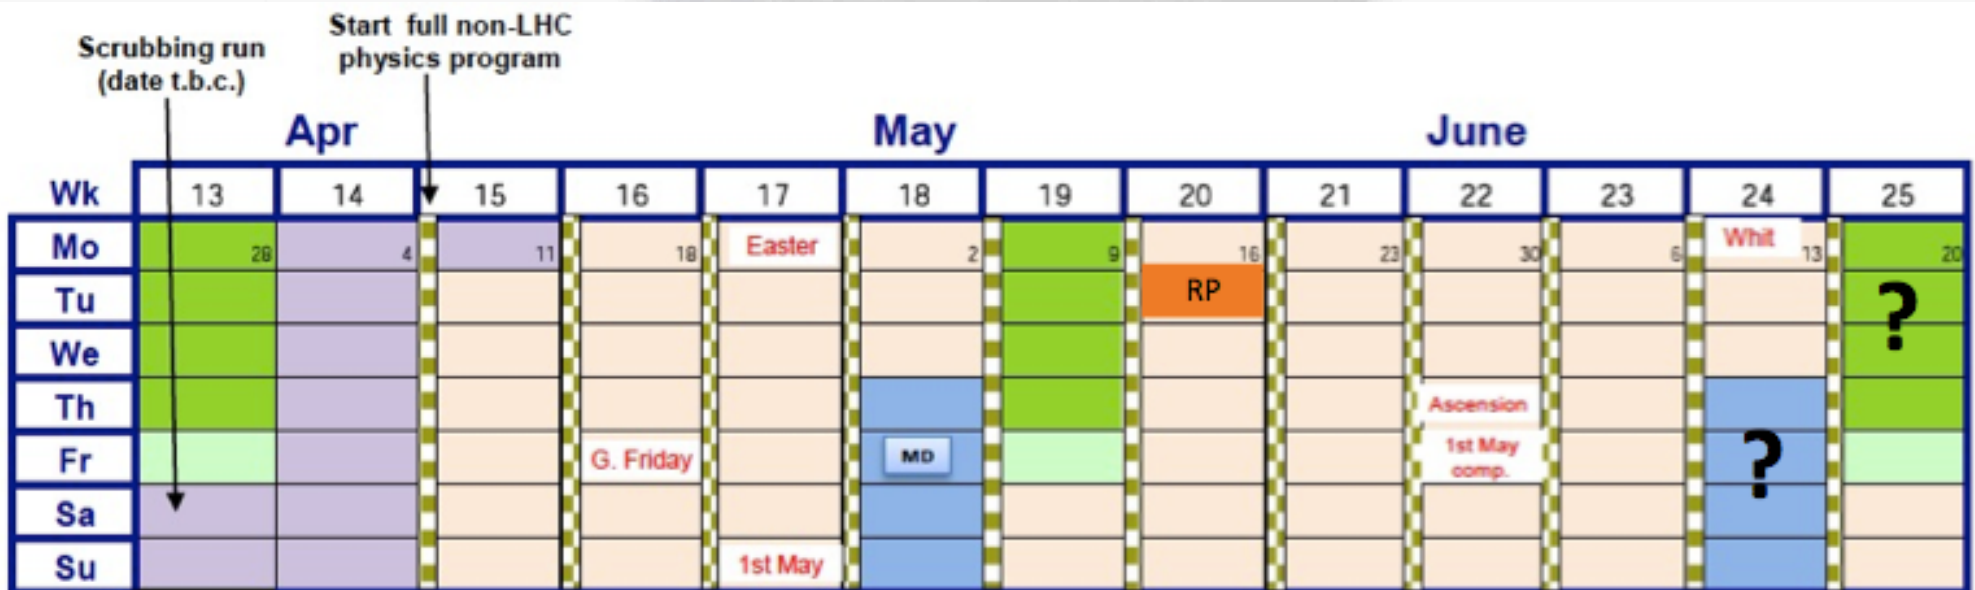 Start full non-LHC
physics program
Scrubbing run
(date t.b.c.)
Apr May June
Wk 13 14 15 16 17 18 19 20 21 22 23 24 25
Mo 28 4 11 18 Easter 2 9 16 23 30 6 Whit 13 20
Tu RP ?
We
Th Ascension
Fr G. Friday MD 1st May comp. ?
Sa
Su 1st May